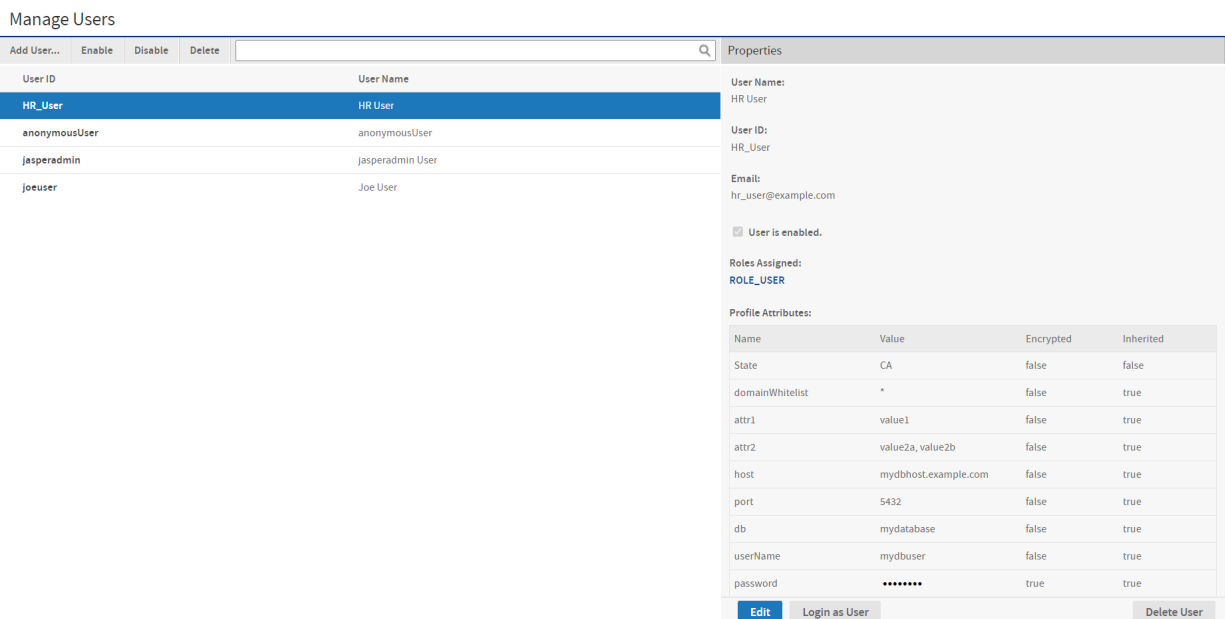 Manage Users
Add User... Enable Disable Delete
User ID User Name
HR_User HR User
anonymousUser anonymousUser
jasperadmin jasperadmin User
joeuser Joe User
Properties
User Name:
HR User
User ID:
HR_User
Email:
hr_user@example.com
User is enabled.
Roles Assigned:
ROLE_USER
Profile Attributes:
Name Value Encrypted Inherited
State CA false false
domainWhitelist * false true
attr1 value1 false true
attr2 value2a, value2b false true
host mydbhost.example.com false true
port 5432 false true
db mydatabase false true
userName mydbuser false true
password •••••••• true true
Edit Login as User Delete User